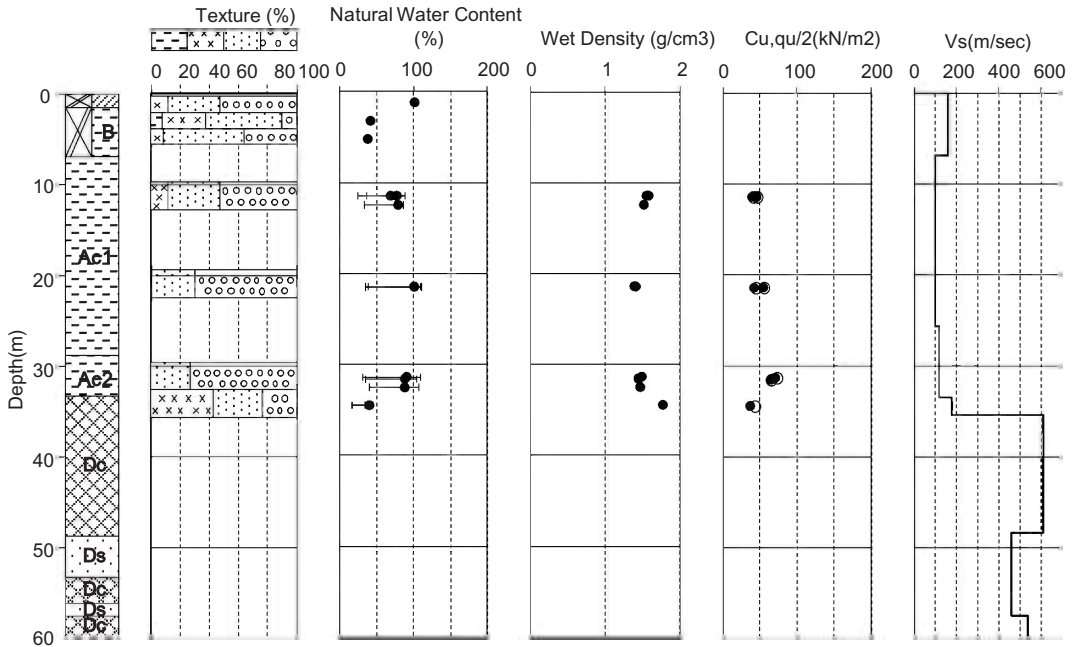 Texture (%)
Natural Water Content
(%)
Wet Density (g/cm3)
Cu,qu/2(kN/m2)
Vs(m/sec)
0 20 40 60 80 100
0 100 200
0 1 2
0 100 200
0 200 400 600
Depth(m)
0
10
20
30
40
50
60
B
Ac1
Ac2
Dc
Ds
Dc
Ds
Dc